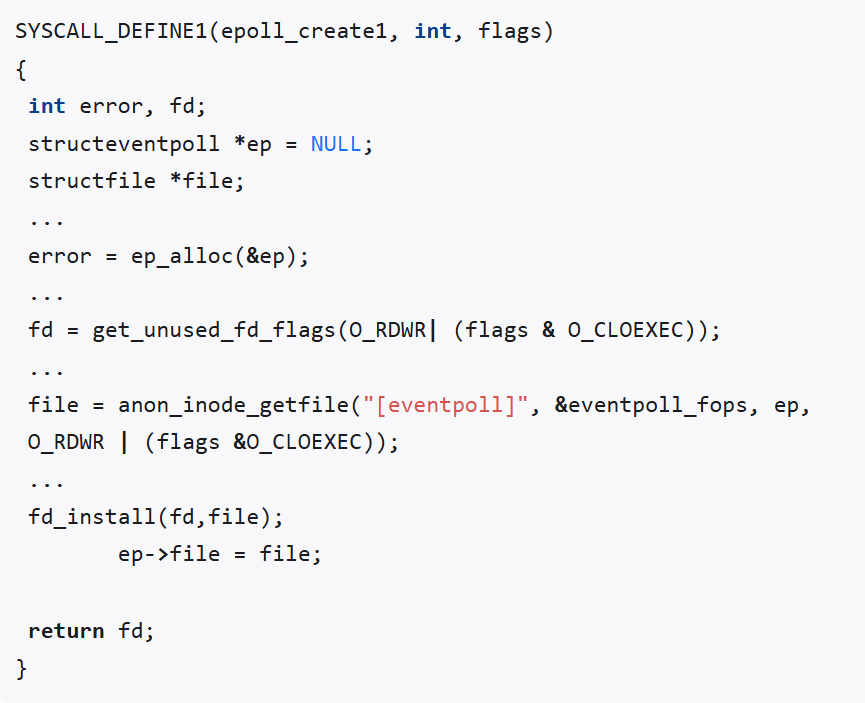 SYSCALL_DEFINE1(epoll_create1, int, flags)
{
int error, fd;
structeventpoll *ep = NULL;
structfile *file;
...
error = ep_alloc(&ep);
...
fd = get_unused_fd_flags(O_RDWR| (flags & O_CLOEXEC));
...
file = anon_inode_getfile("[eventpoll]", &eventpoll_fops, ep,
O_RDWR | (flags &O_CLOEXEC));
...
fd_install(fd,file);
ep->file = file;
return fd;
}